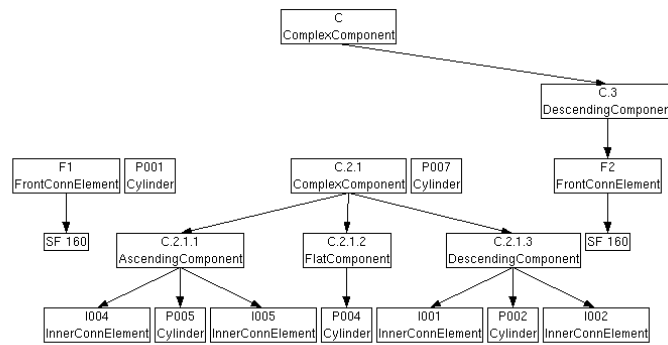 C
ComplexComponent
C.3
DescendingComponent
F1
FrontConnElement
P001
Cylinder
C.2.1
ComplexComponent
P007
Cylinder
F2
FrontConnElement
SF 160
C.2.1.1
AscendingComponent
C.2.1.2
FlatComponent
C.2.1.3
DescendingComponent
SF 160
I004
InnerConnElement
P005
Cylinder
I005
InnerConnElement
P004
Cylinder
I001
InnerConnElement
P002
Cylinder
I002
InnerConnElement